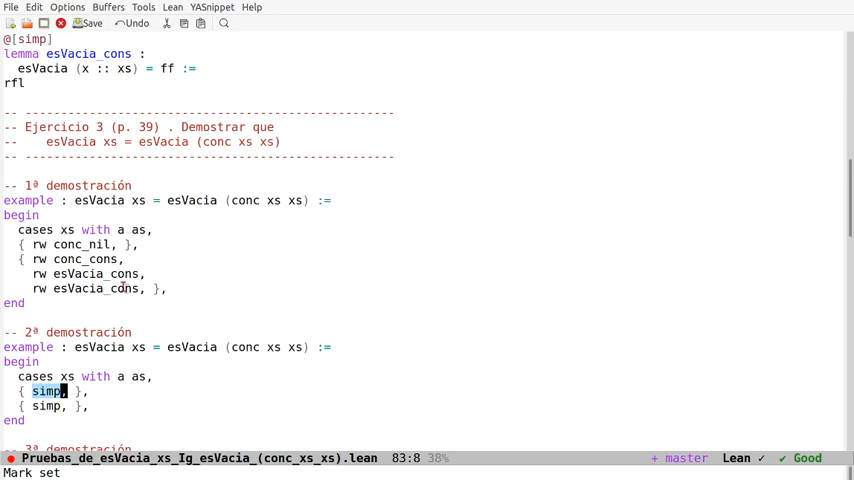 File Edit Options Buffers Tools Lean YASnippet Help
Save Undo
@[simp]
lemma esVacia_cons :
  esVacia (x :: xs) = ff :=
rfl
-- ---------------------------------------------------
-- Ejercicio 3 (p. 39) . Demostrar que
--    esVacia xs = esVacia (conc xs xs)
-- ---------------------------------------------------
-- 1ª demostración
example : esVacia xs = esVacia (conc xs xs) :=
begin
  cases xs with a as,
  { rw conc_nil, },
  { rw conc_cons,
    rw esVacia_cons,
    rw esVacia_cons, },
end
-- 2ª demostración
example : esVacia xs = esVacia (conc xs xs) :=
begin
  cases xs with a as,
  { simp, },
  { simp, },
end
-- 3ª demostración
Pruebas_de_esVacia_xs_Ig_esVacia_(conc_xs_xs).lean 83:8 38% + master Lean ✓ ✔ Good
Mark set